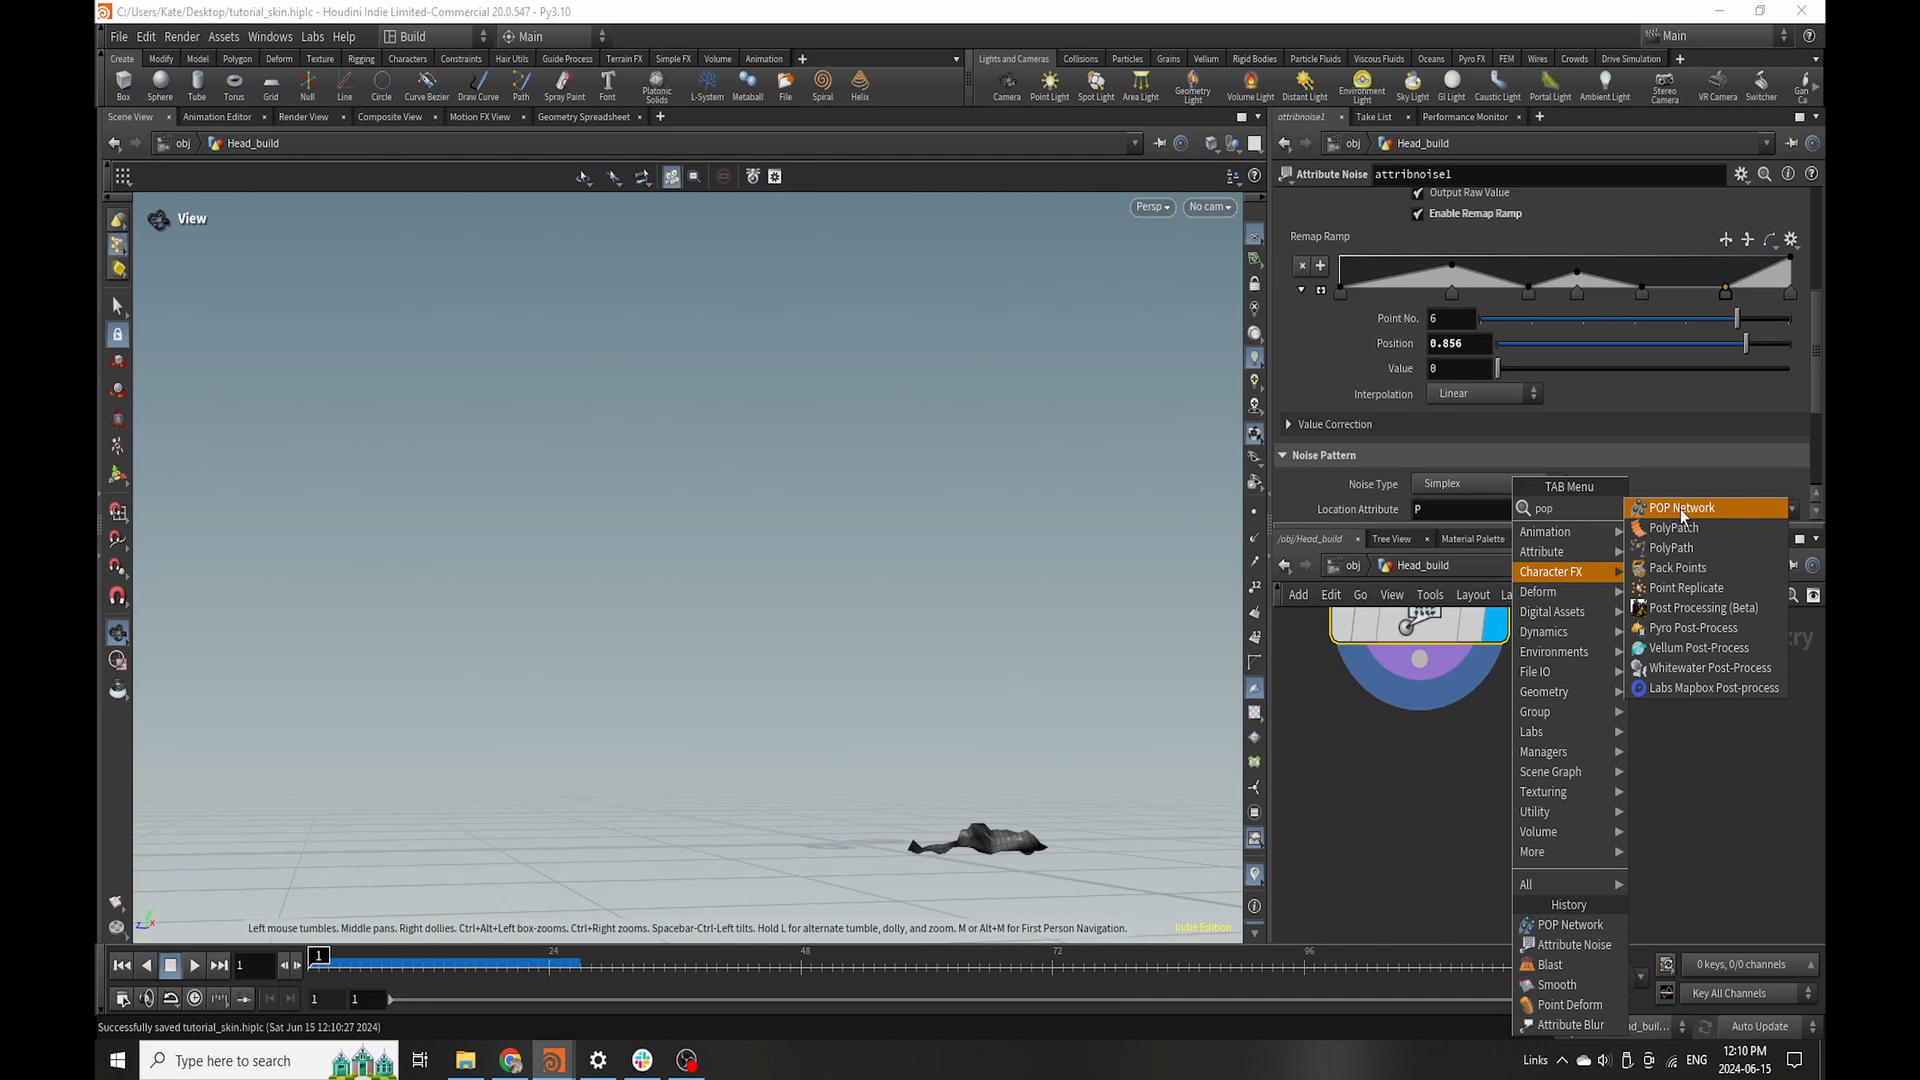 C:/Users/Kate/Desktop/tutorial_skin.hiplc - Houdini Indie Limited-Commercial 20.0.547 - Py3.10
File Edit Render Assets Windows Labs Help Build Main Main
Create Modify Model Polygon Deform Texture Rigging Characters Constraints Hair Utils Guide Process Terrain FX Simple FX Volume Animation
Lights and Cameras Collisions Particles Grains Vellum Rigid Bodies Particle Fluids Viscous Fluids Oceans Pyro FX FEM Wires Crowds Drive Simulation
Box Sphere Tube Torus Grid Null Line Circle Curve Bezier Draw Curve Path Spray Paint Font Platonic Solids L-System Metaball File Spiral Helix
Camera Point Light Spot Light Area Light Geometry Light Volume Light Distant Light Environment Light Sky Light GI Light Caustic Light Portal Light Ambient Light Stereo Camera VR Camera Switcher Gan Ca
Scene View Animation Editor Render View Composite View Motion FX View Geometry Spreadsheet
attribnoise1 Take List Performance Monitor
obj Head_build
obj Head_build
Attribute Noise attribnoise1
View
Persp No cam
Output Raw Value
Enable Remap Ramp
Remap Ramp
Point No. 6
Position 0.856
Value 0
Interpolation Linear
Value Correction
Noise Pattern
Noise Type Simplex
Location Attribute P
/obj/Head_build Tree View Material Palette
obj Head_build
Add Edit Go View Tools Layout La
TAB Menu
pop
Animation
Attribute
Character FX
Deform
Digital Assets
Dynamics
Environments
File IO
Geometry
Group
Labs
Managers
Scene Graph
Texturing
Utility
Volume
More
All
History
POP Network
Attribute Noise
Blast
Smooth
Point Deform
Attribute Blur
POP Network
PolyPatch
PolyPath
Pack Points
Point Replicate
Post Processing (Beta)
Pyro Post-Process
Vellum Post-Process
Whitewater Post-Process
Labs Mapbox Post-process
Left mouse tumbles. Middle pans. Right dollies. Ctrl+Alt+Left box-zooms. Ctrl+Right zooms. Spacebar-Ctrl-Left tilts. Hold L for alternate tumble, dolly, and zoom. M or Alt+M for First Person Navigation.
Indie Edition
1 1 24 48 72 96
0 keys, 0/0 channels
1 1
Key All Channels
Successfully saved tutorial_skin.hiplc (Sat Jun 15 12:10:27 2024)
Auto Update
Type here to search
Links ENG
12:10 PM
2024-06-15